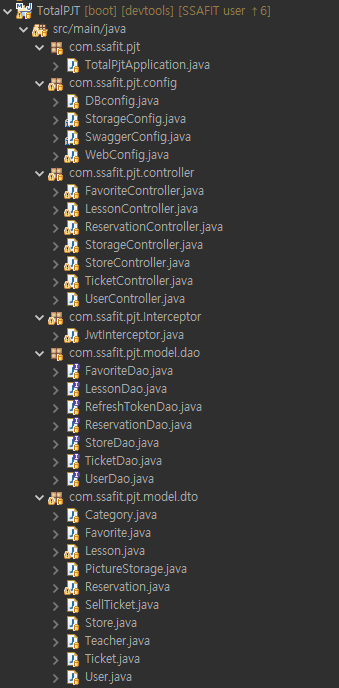 TotalPJT [boot] [devtools] [SSAFIT user ↑6]
src/main/java
com.ssafit.pjt
TotalPjtApplication.java
com.ssafit.pjt.config
DBconfig.java
StorageConfig.java
SwaggerConfig.java
WebConfig.java
com.ssafit.pjt.controller
FavoriteController.java
LessonController.java
ReservationController.java
StorageController.java
StoreController.java
TicketController.java
UserController.java
com.ssafit.pjt.Interceptor
JwtInterceptor.java
com.ssafit.pjt.model.dao
FavoriteDao.java
LessonDao.java
RefreshTokenDao.java
ReservationDao.java
StoreDao.java
TicketDao.java
UserDao.java
com.ssafit.pjt.model.dto
Category.java
Favorite.java
Lesson.java
PictureStorage.java
Reservation.java
SellTicket.java
Store.java
Teacher.java
Ticket.java
User.java